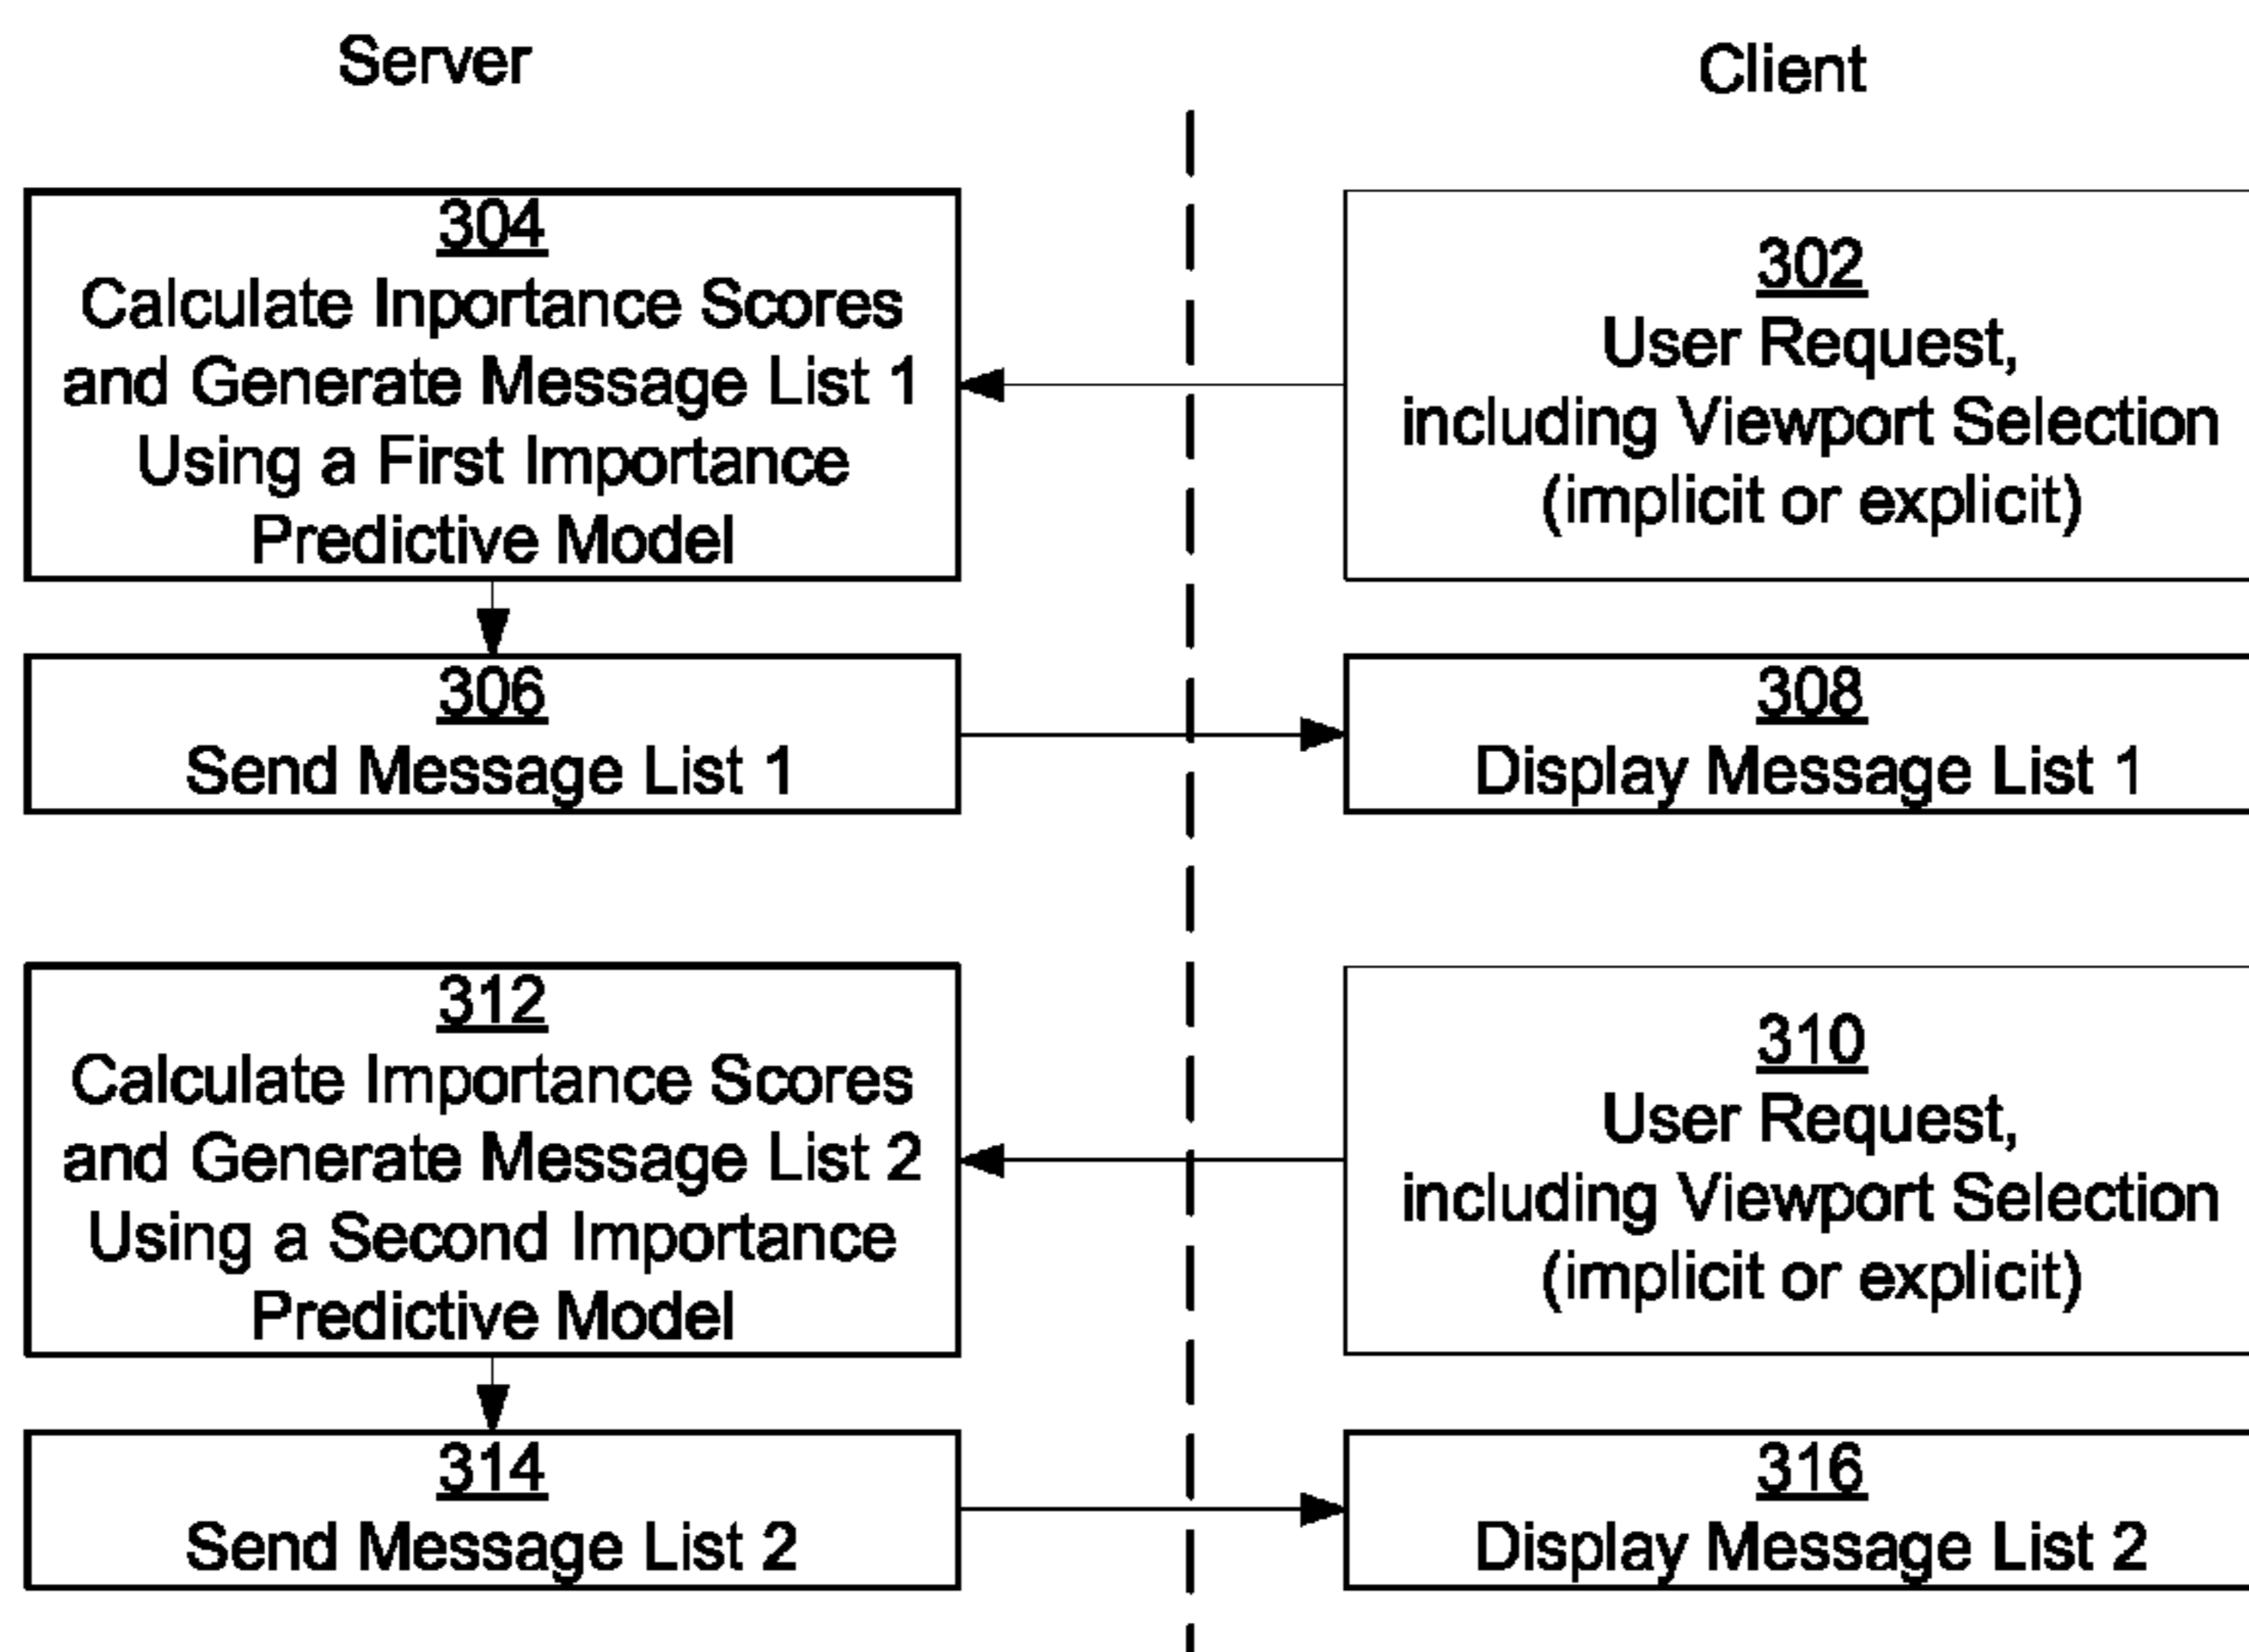 Server
Client
304
Calculate Inportance Scores
and Generate Message List 1
Using a First Importance
Predictive Model
302
User Request,
including Viewport Selection
(implicit or explicit)
306
Send Message List 1
308
Display Message List 1
312
Calculate Importance Scores
and Generate Message List 2
Using a Second Importance
Predictive Model
310
User Request,
including Viewport Selection
(implicit or explicit)
314
Send Message List 2
316
Display Message List 2